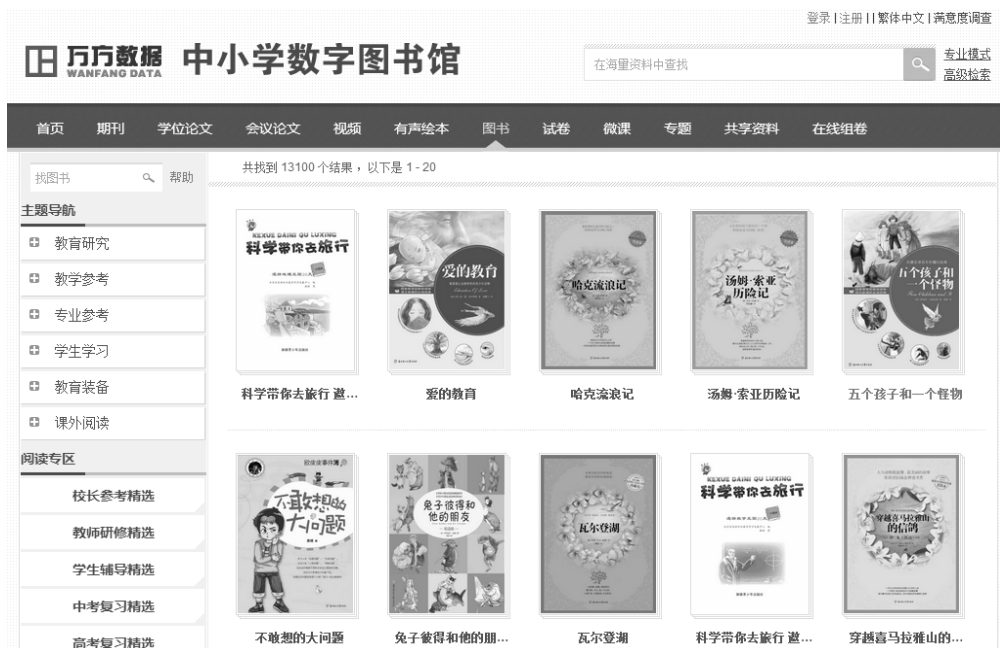 登录 | 注册 | | 繁体中文 | 满意度调查
万方数据
WANFANG DATA
中小学数字图书馆
在海量资料中查找
专业模式
高级检索
首页 期刊 学位论文 会议论文 视频 有声绘本 图书 试卷 微课 专题 共享资料 在线组卷
找图书 帮助
共找到 13100 个结果，以下是 1 - 20
主题导航
教育研究
教学参考
专业参考
学生学习
教育装备
课外阅读
阅读专区
校长参考精选
教师研修精选
学生辅导精选
中考复习精选
高考复习精选
KEXUE DAINI QU LUXING
科学带你去旅行
爱的教育
哈克流浪记
汤姆·索亚
历险记
五个孩子和
一个怪物
科学带你去旅行 邀...
爱的教育
哈克流浪记
汤姆·索亚历险记
五个孩子和一个怪物
不敢想的
大问题
兔子彼得和
他的朋友
瓦尔登湖
KEXUE DAINI QU LUXING
科学带你去旅行
穿越喜马拉雅山
的信鸽
不敢想的大问题
兔子彼得和他的朋...
瓦尔登湖
科学带你去旅行 邀...
穿越喜马拉雅山的...